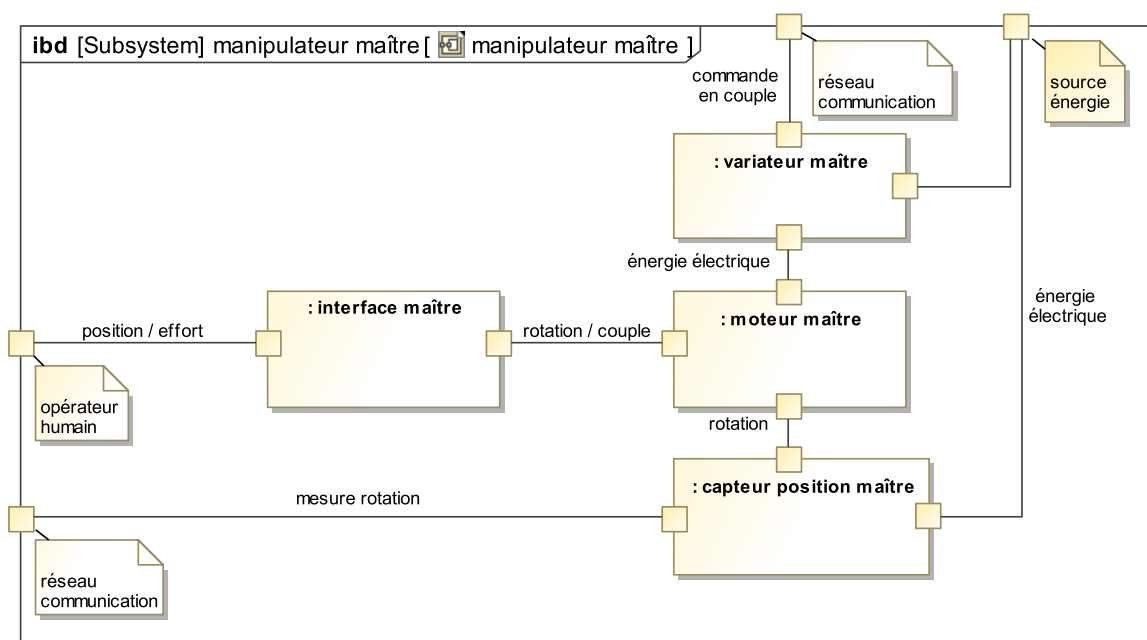 ibd [Subsystem] manipulateur maître [ manipulateur maître ]
commande
en couple
réseau
communication
source
énergie
: variateur maître
énergie électrique
énergie
électrique
: interface maître
: moteur maître
position / effort
rotation / couple
opérateur
humain
rotation
: capteur position maître
mesure rotation
réseau
communication